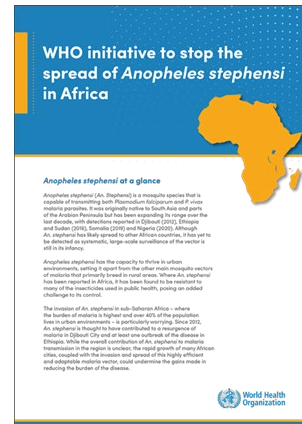 WHO initiative to stop the
spread of Anopheles stephensi
in Africa
Anopheles stephensi at a glance
Anopheles stephensi (An. Stephensi) is a mosquito species that is
capable of transmitting both Plasmodium falciparum and P. vivax
malaria parasites. It was originally native to South Asia and parts
of the Arabian Peninsula but has been expanding its range over the
last decade, with detections reported in Djibouti (2012), Ethiopia
and Sudan (2016), Somalia (2019) and Nigeria (2020). Although
An. stephensi has likely spread to other African countries, it has yet to
be detected as systematic, large-scale surveillance of the vector is
still in its infancy.
Anopheles stephensi has the capacity to thrive in urban
environments, setting it apart from the other main mosquito vectors
of malaria that primarily breed in rural areas. Where An. stephensi
has been reported in Africa, it has been found to be resistant to
many of the insecticides used in public health, posing an added
challenge to its control.
The invasion of An. stephensi in sub-Saharan Africa – where
the burden of malaria is highest and over 40% of the population
lives in urban environments – is particularly worrying. Since 2012,
An. stephensi is thought to have contributed to a resurgence of
malaria in Djibouti City and at least one outbreak of the disease in
Ethiopia. While the overall contribution of An. stephensi to malaria
transmission in the region is unclear, the rapid growth of many African
cities, coupled with the invasion and spread of this highly efficient
and adaptable malaria vector, could undermine the gains made in
reducing the burden of the disease.
World Health
Organization